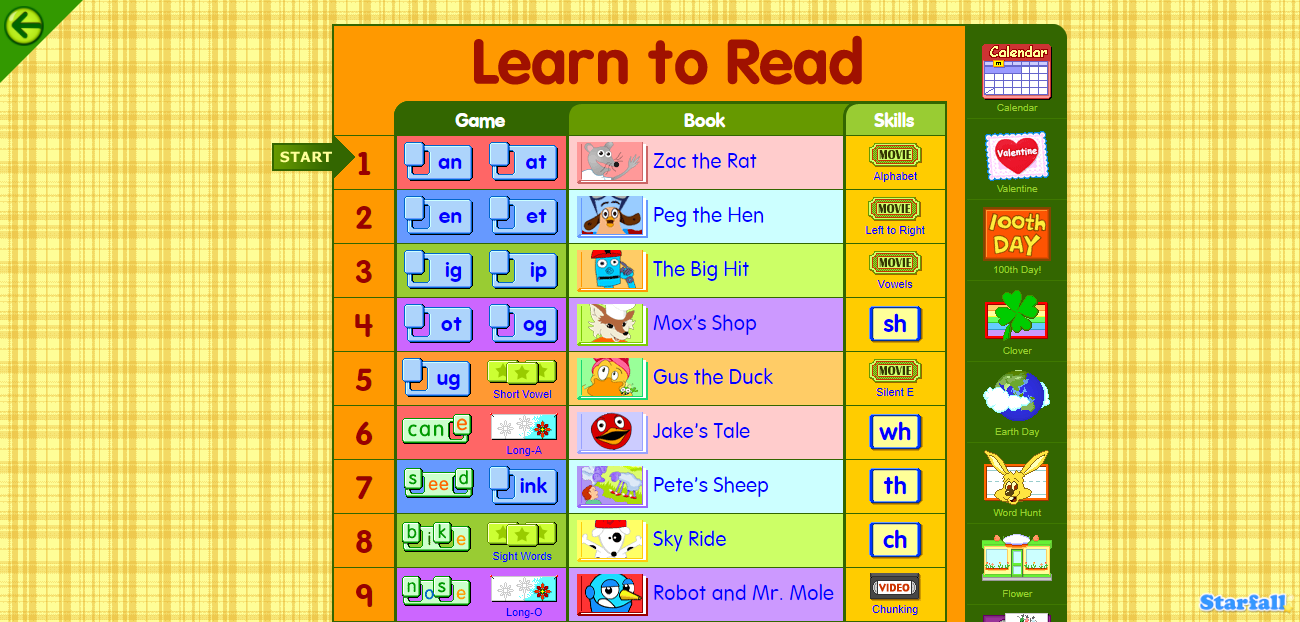 Learn to Read
Game Book Skills
START
1 an at Zac the Rat MOVIE
Alphabet
2 en et Peg the Hen MOVIE
Left to Right
3 ig ip The Big Hit MOVIE
Vowels
4 ot og Mox's Shop sh
5 ug Short Vowel Gus the Duck MOVIE
Silent E
6 can e Long-A Jake's Tale wh
7 s ee d ink Pete's Sheep th
8 b i k e Sight Words Sky Ride ch
9 n o s e Long-O Robot and Mr. Mole VIDEO
Chunking
Calendar
Calendar
Valentine
Valentine
100th
DAY
100th Day!
Clover
Earth Day
Word Hunt
Flower
Starfall